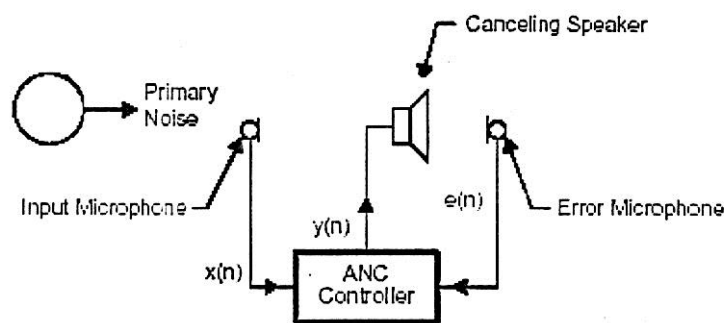 Canceling Speaker
Primary
Noise
Input Microphone
y(n)
e(n)
Error Microphone
x(n)
ANC
Controller